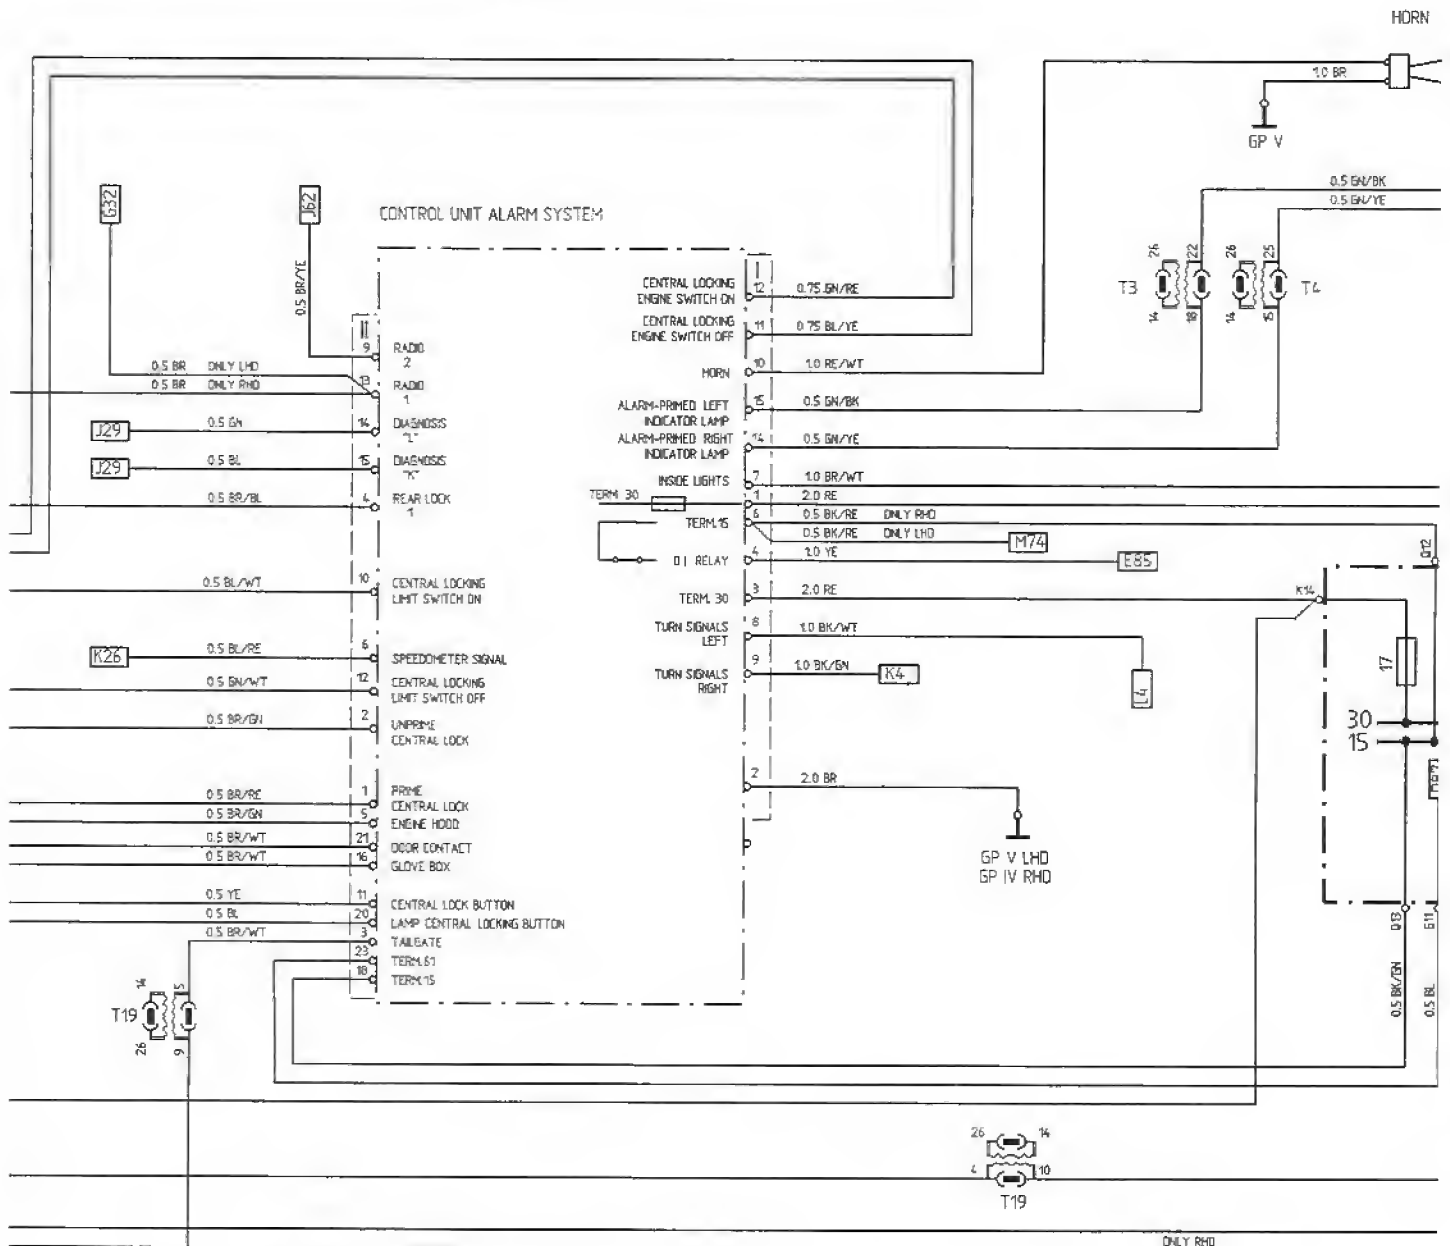 HORN
1.0 BR
GP V
0.5 GN/BK
0.5 GN/YE
G32
J62
CONTROL UNIT ALARM SYSTEM
0.5 BR/YE
26
22
26
25
T3
T4
14
18
14
15
I
CENTRAL LOCKING
ENGINE SWITCH ON
12
0.75 GN/RE
CENTRAL LOCKING
ENGINE SWITCH OFF
11
0.75 BL/YE
HORN
10
1.0 RE/WT
ALARM-PRIMED LEFT
INDICATOR LAMP
15
0.5 GN/BK
ALARM-PRIMED RIGHT
INDICATOR LAMP
14
0.5 GN/YE
INSIDE LIGHTS
7
1.0 BR/WT
TERM. 30
1
2.0 RE
TERM.15
6
0.5 BK/RE ONLY RHD
0.5 BK/RE ONLY LHD
M74
D1 RELAY
4
1.0 YE
E85
TERM. 30
3
2.0 RE
K14
TURN SIGNALS
LEFT
8
1.0 BK/WT
L4
TURN SIGNALS
RIGHT
9
1.0 BK/GN
K4
2
2.0 BR
GP V LHD
GP IV RHD
II
9
RADIO
2
0.5 BR ONLY LHD
0.5 BR ONLY RHD
13
RADIO
1
J29
0.5 GN
14
DIAGNOSIS
"L"
J29
0.5 BL
15
DIAGNOSIS
"K"
0.5 BR/BL
4
REAR LOCK
1
0.5 BL/WT
10
CENTRAL LOCKING
LIMIT SWITCH ON
K26
0.5 BL/RE
6
SPEEDOMETER SIGNAL
0.5 GN/WT
12
CENTRAL LOCKING
LIMIT SWITCH OFF
0.5 BR/GN
2
UNPRIME
CENTRAL LOCK
0.5 BR/RE
1
PRIME
CENTRAL LOCK
0.5 BR/GN
5
ENGINE HOOD
0.5 BR/WT
21
DOOR CONTACT
0.5 BR/WT
16
GLOVE BOX
0.5 YE
11
CENTRAL LOCK BUTTON
0.5 BL
20
LAMP CENTRAL LOCKING BUTTON
0.5 BR/WT
3
TAILGATE
23
TERM.61
18
TERM.15
Q12
17
30
15
Q13
G11
0.5 BK/GN
0.5 BL
14
5
T19
26
9
26
14
4
10
T19
ONLY RHD